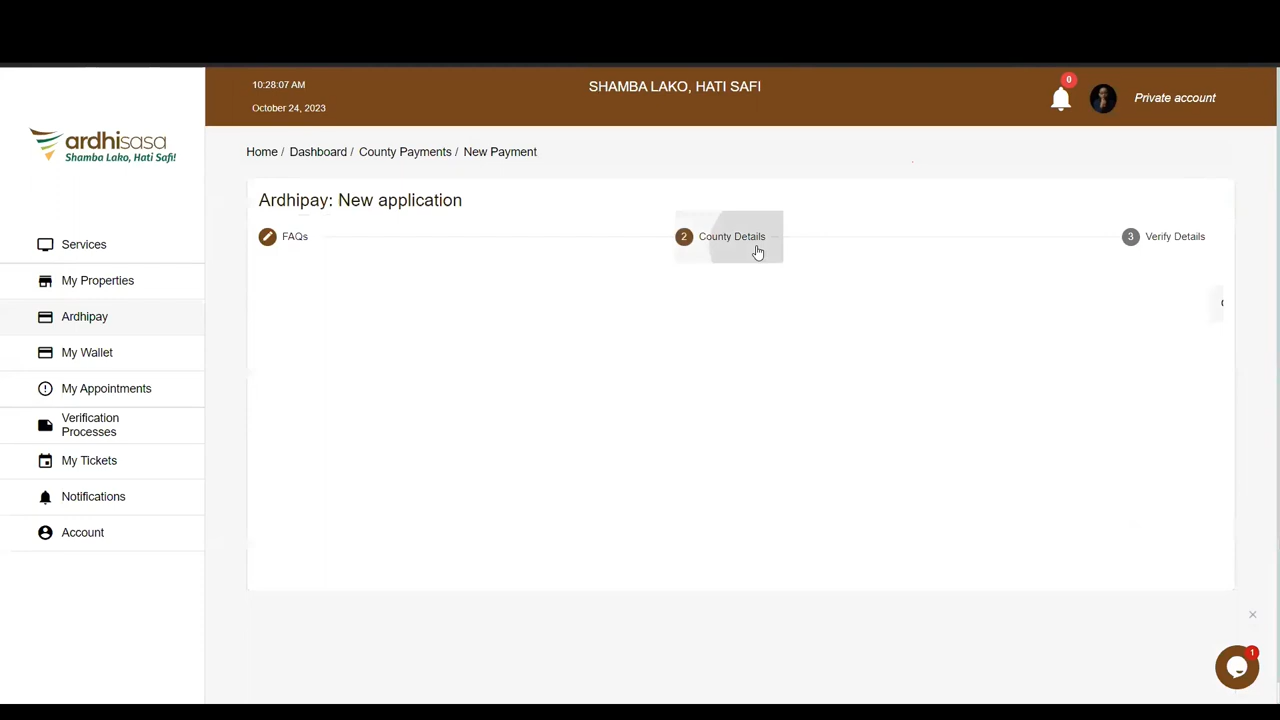 10:28:07 AM
October 24, 2023
SHAMBA LAKO, HATI SAFI
0
Private account
ardhisasa
Shamba Lako, Hati Safi!
Home / Dashboard / County Payments / New Payment
Ardhipay: New application
FAQs
2 County Details
3 Verify Details
Services
My Properties
Ardhipay
My Wallet
My Appointments
Verification
Processes
My Tickets
Notifications
Account
1